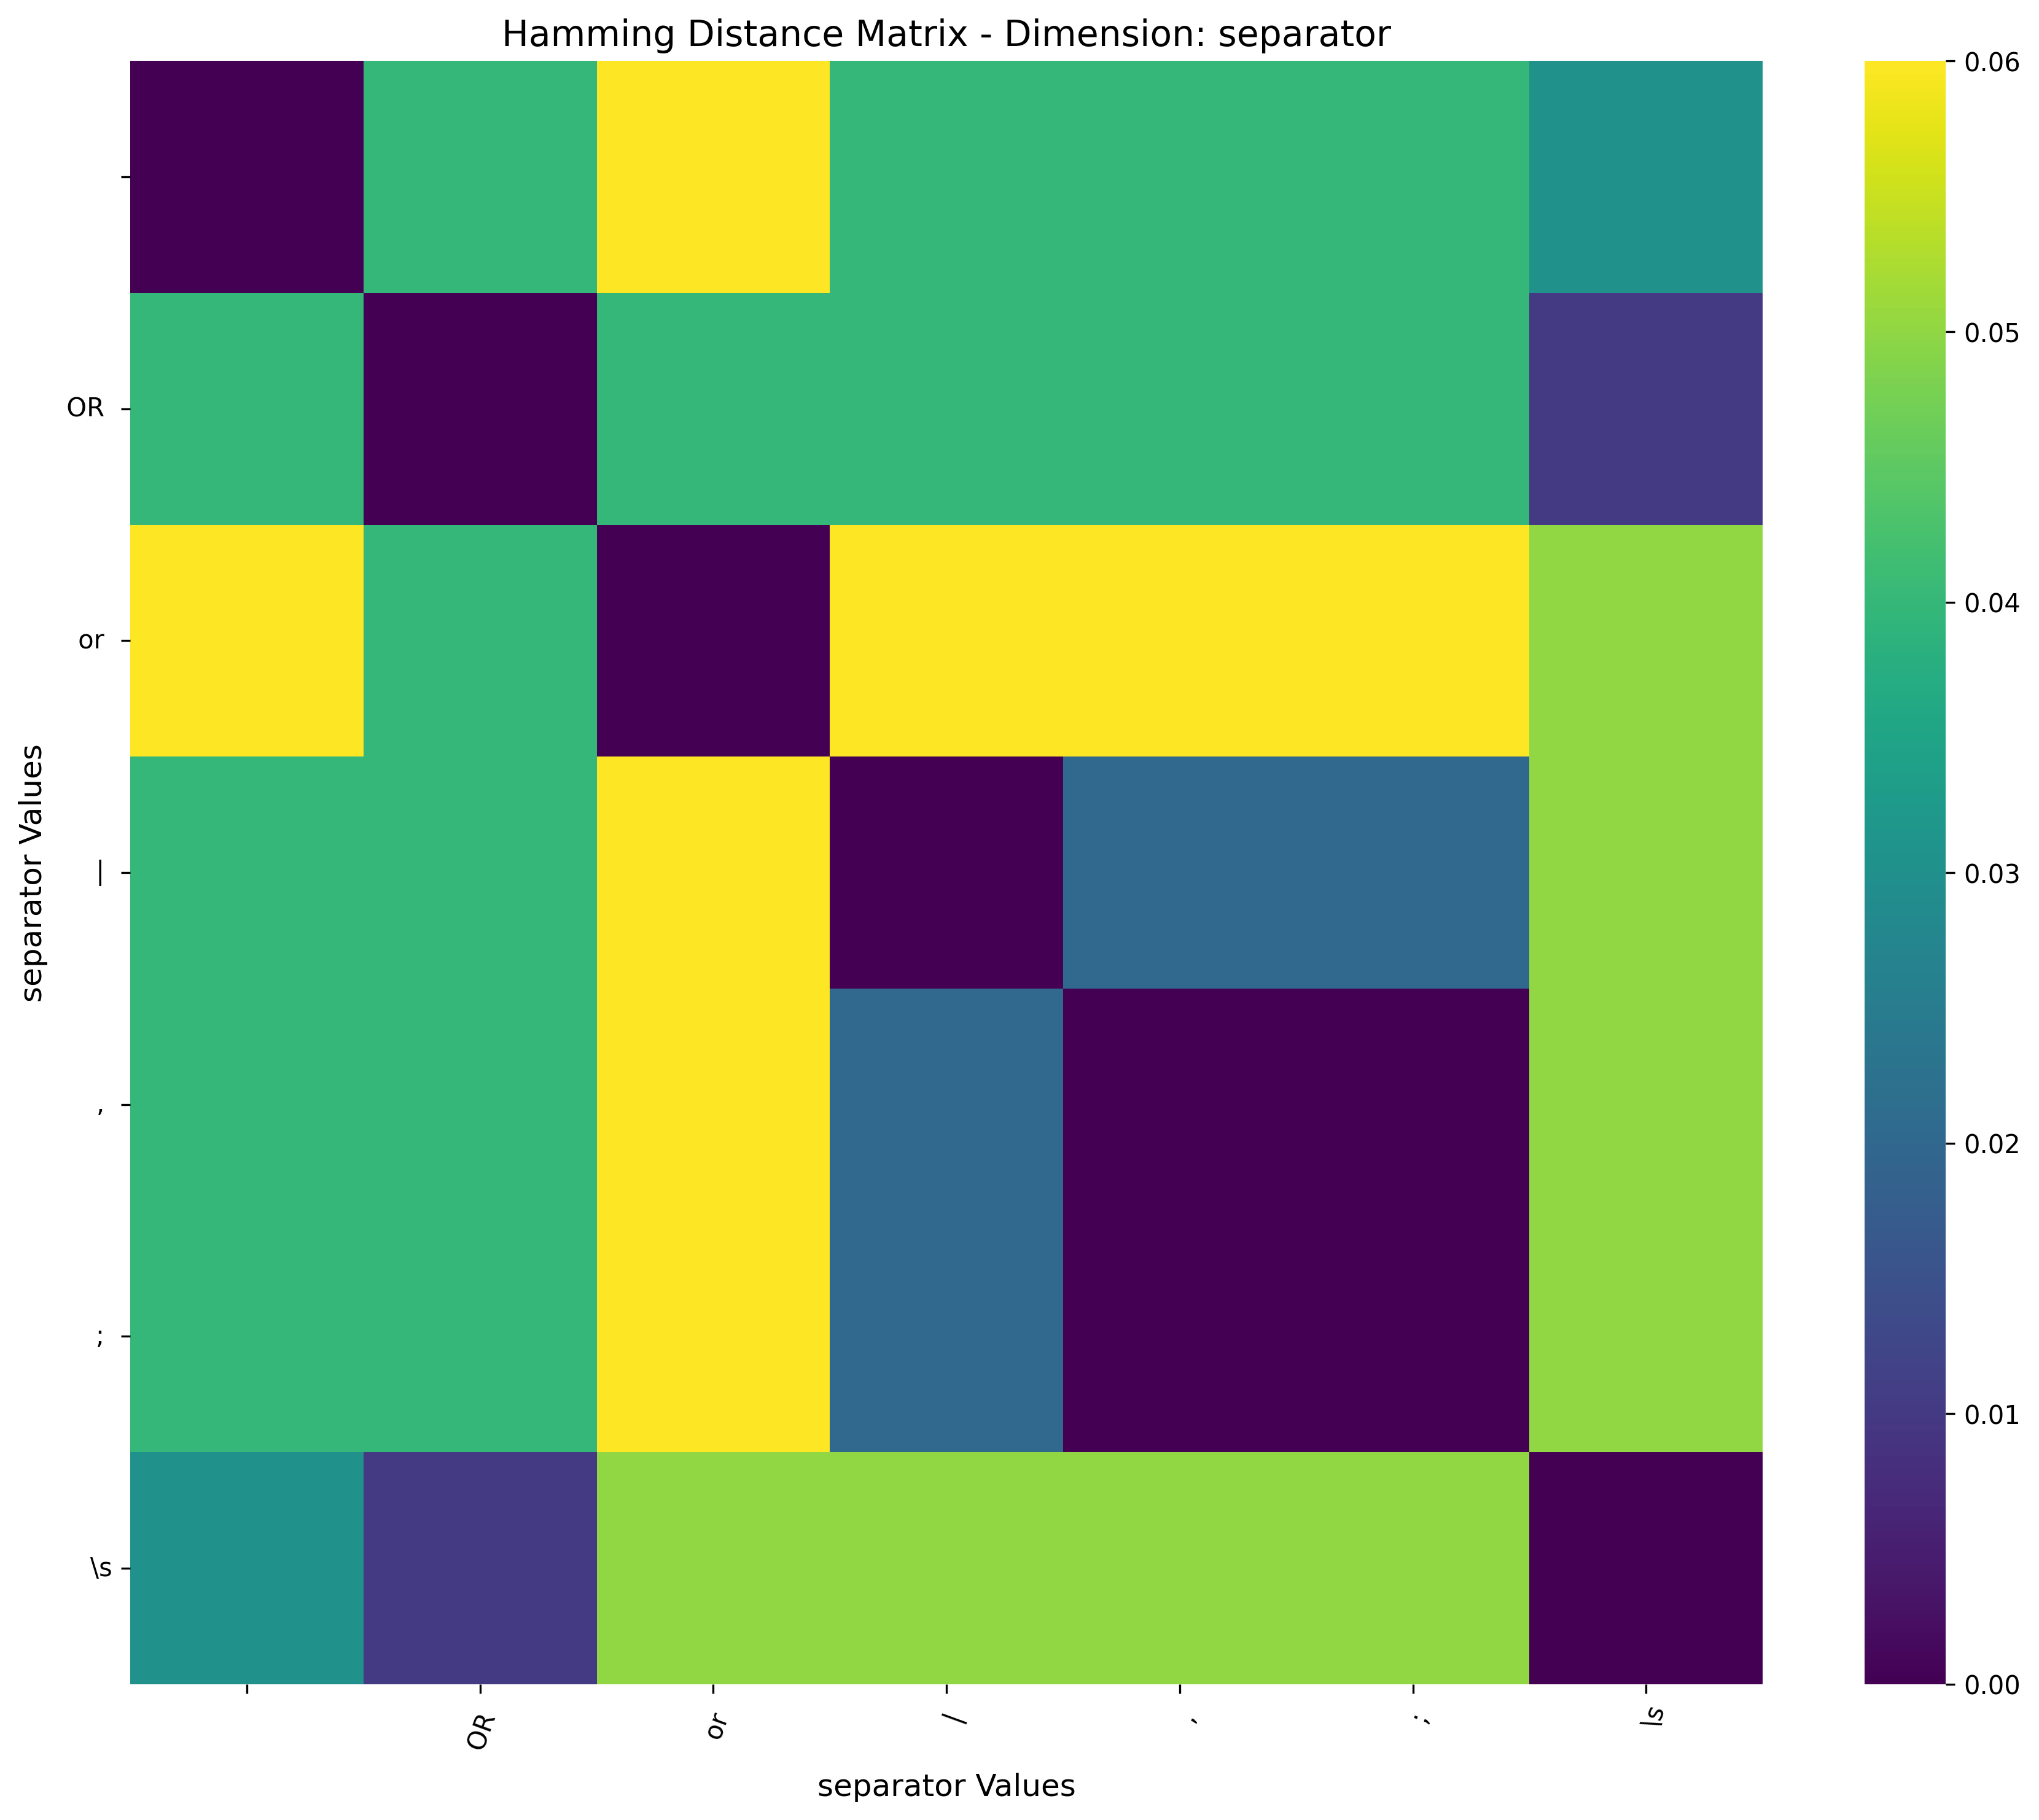 Hamming Distance Matrix - Dimension: separator
OR
or
|
,
;
\s
separator Values
OR
or
|
,
;
\s
separator Values
0.06
0.05
0.04
0.03
0.02
0.01
0.00